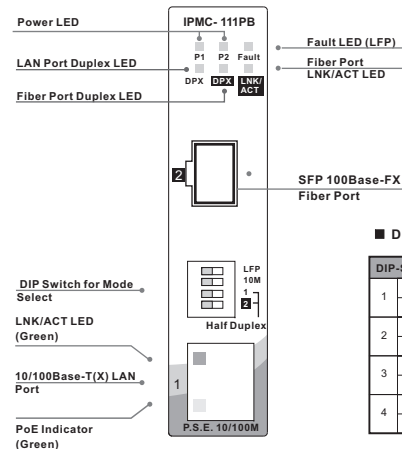 Power LED
IPMC- 111PB
P1 P2 Fault
Fault LED (LFP)
LAN Port Duplex LED
DPX DPX LNK/
ACT
Fiber Port
LNK/ACT LED
Fiber Port Duplex LED
2
SFP 100Base-FX
Fiber Port
DIP Switch for Mode
Select
LFP
10M
1
2
Half Duplex
LNK/ACT LED
(Green)
10/100Base-T(X) LAN
Port
1
PoE Indicator
(Green)
P.S.E. 10/100M
■ D
DIP-S
1
2
3
4